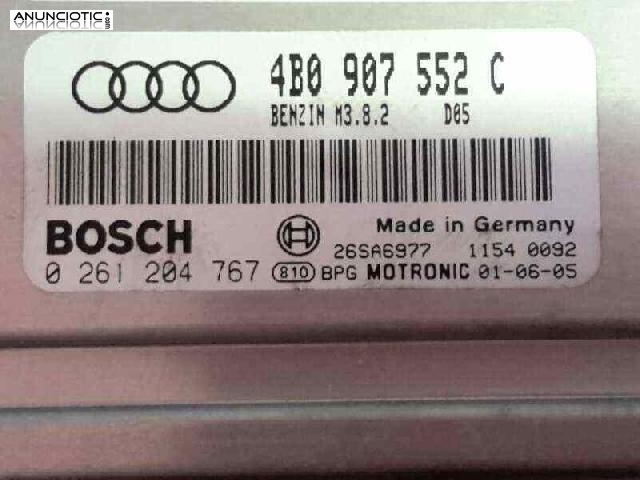 ANUNCIOTIC.com
4B0 907 552 C
BENZIN M3.8.2 D05
BOSCH
Made in Germany
26SA6977 1154 0092
0 261 204 767 810 BPG MOTRONIC 01-06-05